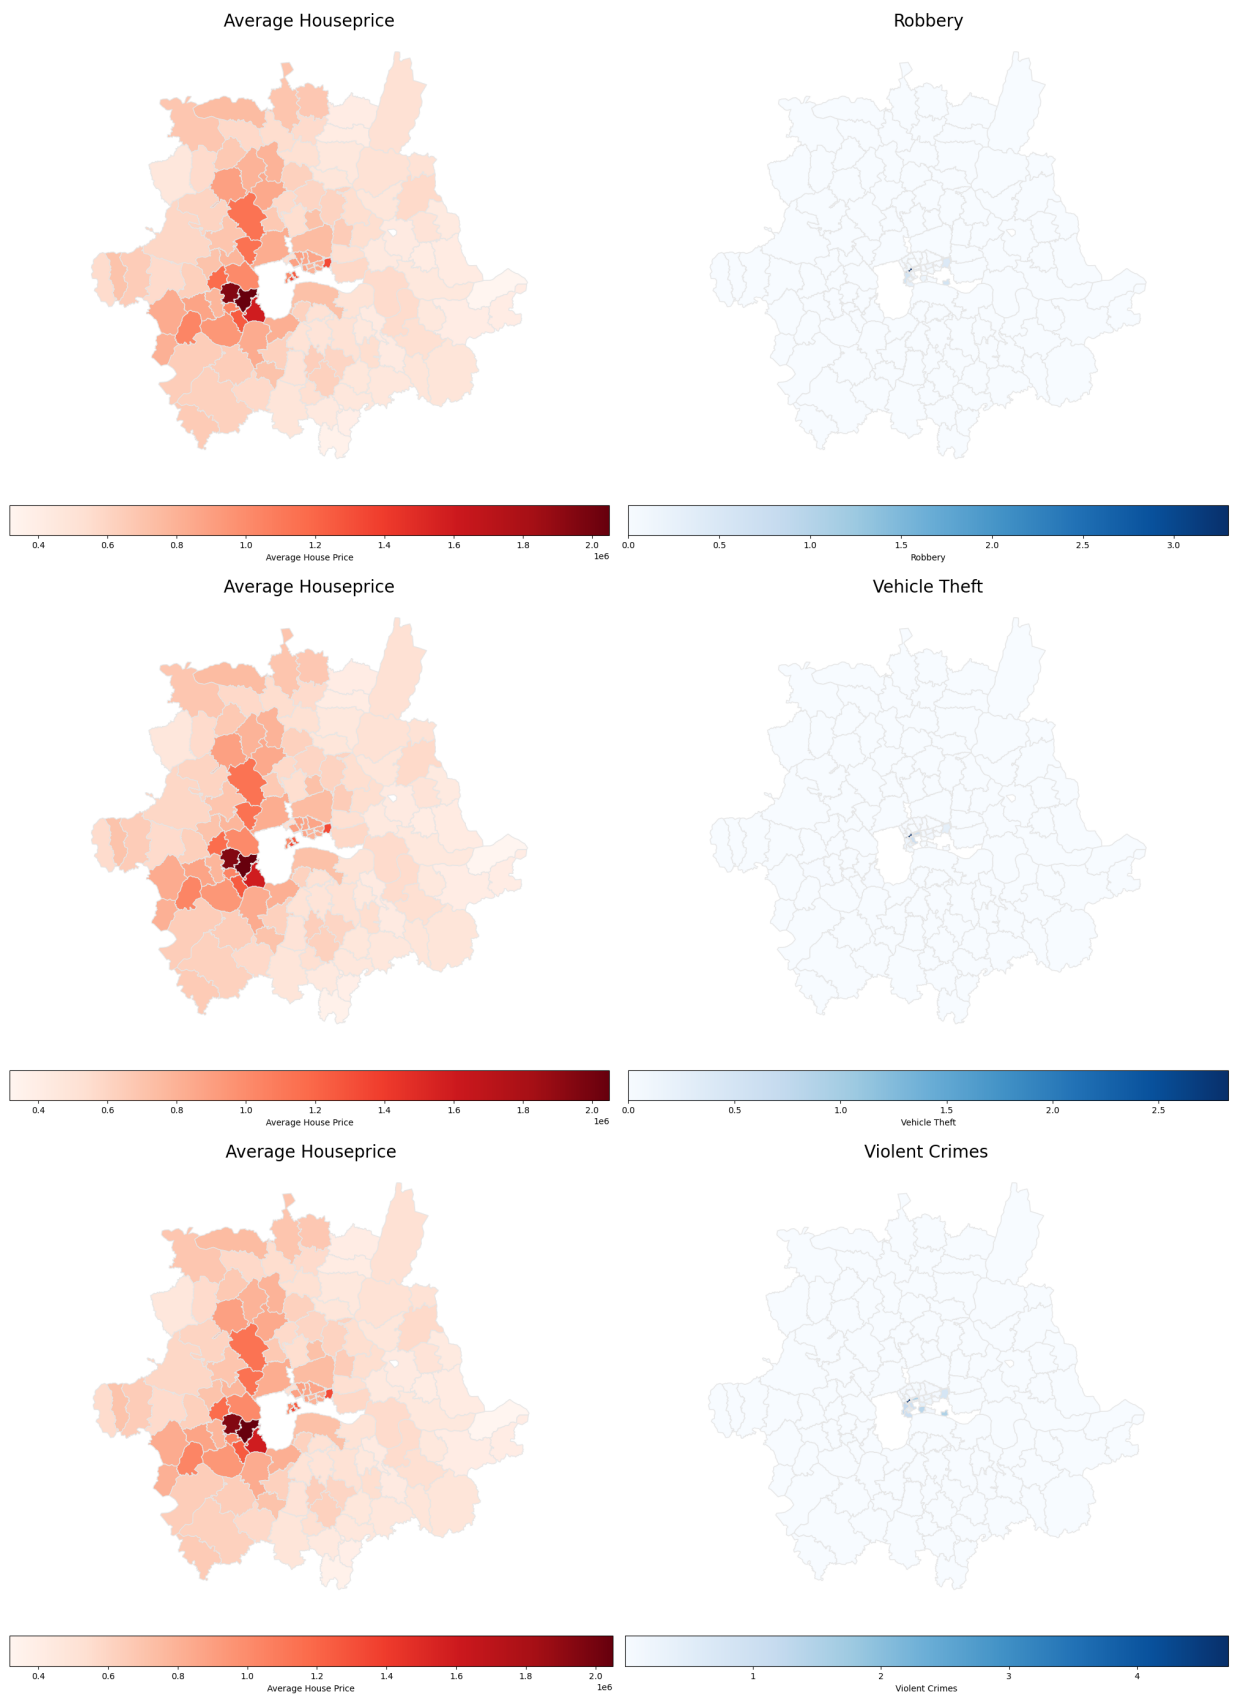 Average Houseprice
Robbery
0.4 0.6 0.8 1.0 1.2 1.4 1.6 1.8 2.0
Average House Price
1e6
0.0 0.5 1.0 1.5 2.0 2.5 3.0
Robbery
Average Houseprice
Vehicle Theft
0.4 0.6 0.8 1.0 1.2 1.4 1.6 1.8 2.0
Average House Price
1e6
0.0 0.5 1.0 1.5 2.0 2.5
Vehicle Theft
Average Houseprice
Violent Crimes
0.4 0.6 0.8 1.0 1.2 1.4 1.6 1.8 2.0
Average House Price
1e6
1 2 3 4
Violent Crimes